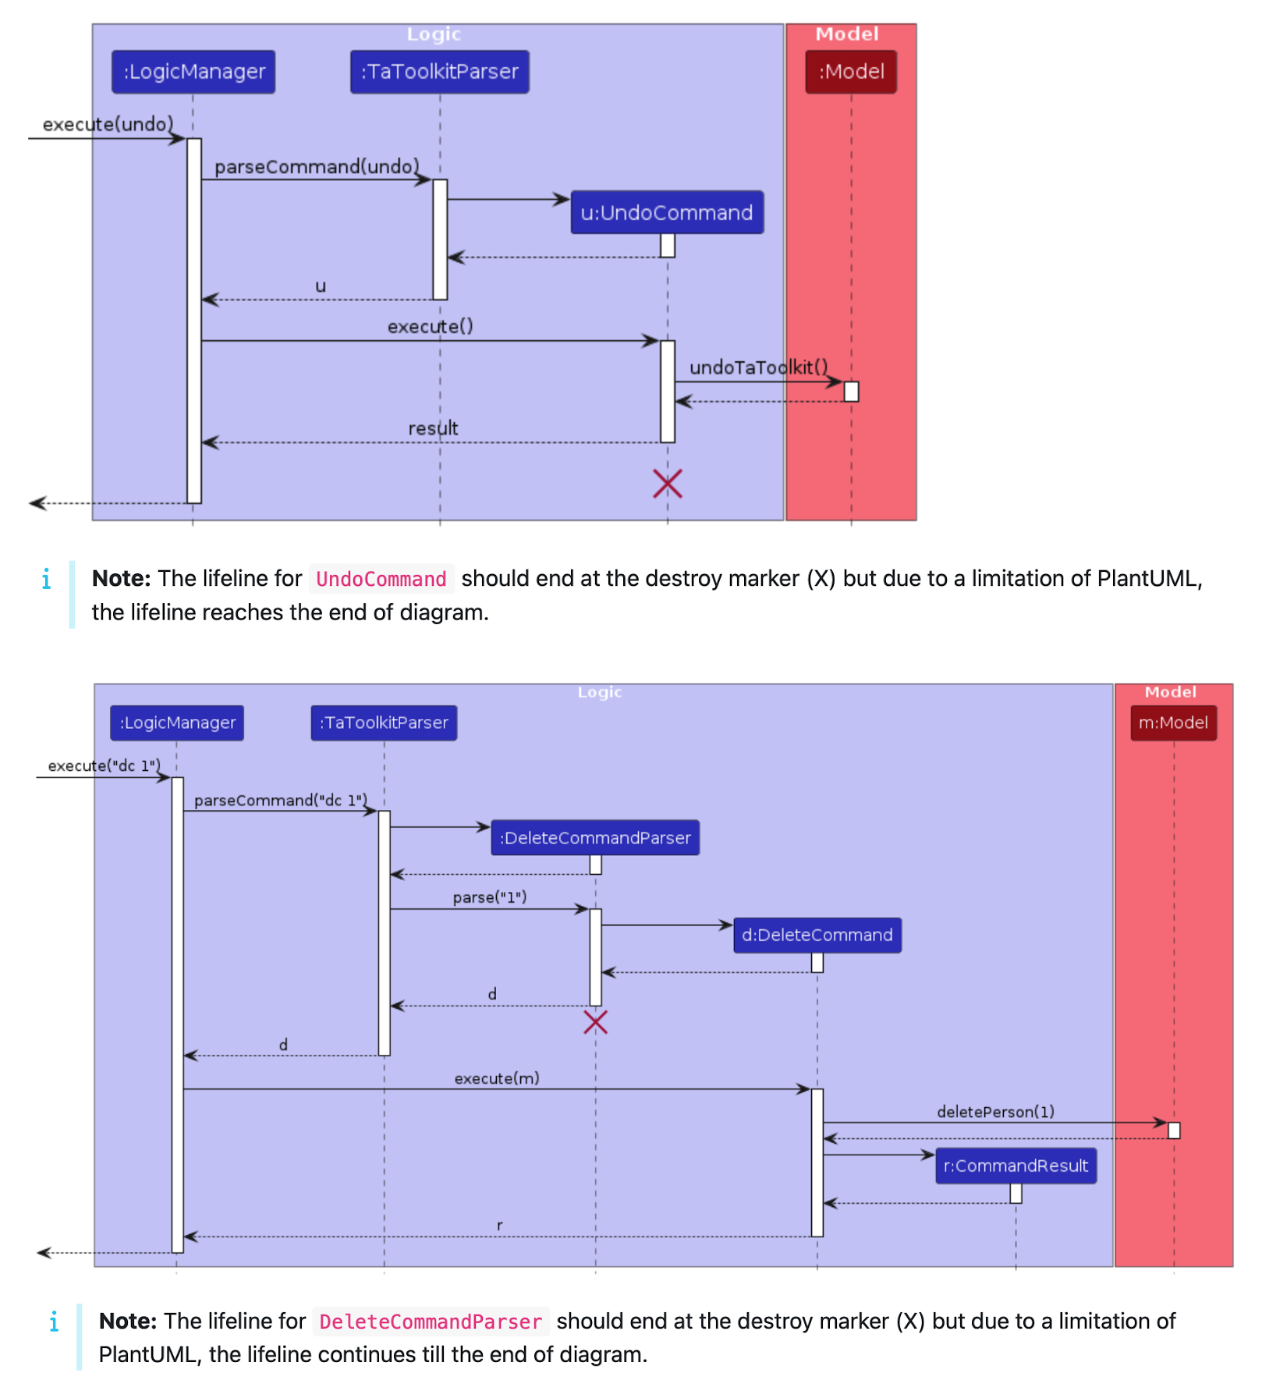 Logic
Model
:LogicManager
:TaToolkitParser
:Model
execute(undo)
parseCommand(undo)
u:UndoCommand
u
execute()
undoTaToolkit()
result
i
Note: The lifeline for UndoCommand should end at the destroy marker (X) but due to a limitation of PlantUML,
the lifeline reaches the end of diagram.
Logic
Model
:LogicManager
:TaToolkitParser
m:Model
execute("dc 1")
parseCommand("dc 1")
:DeleteCommandParser
parse("1")
d:DeleteCommand
d
d
execute(m)
deletePerson(1)
r:CommandResult
r
i
Note: The lifeline for DeleteCommandParser should end at the destroy marker (X) but due to a limitation of
PlantUML, the lifeline continues till the end of diagram.